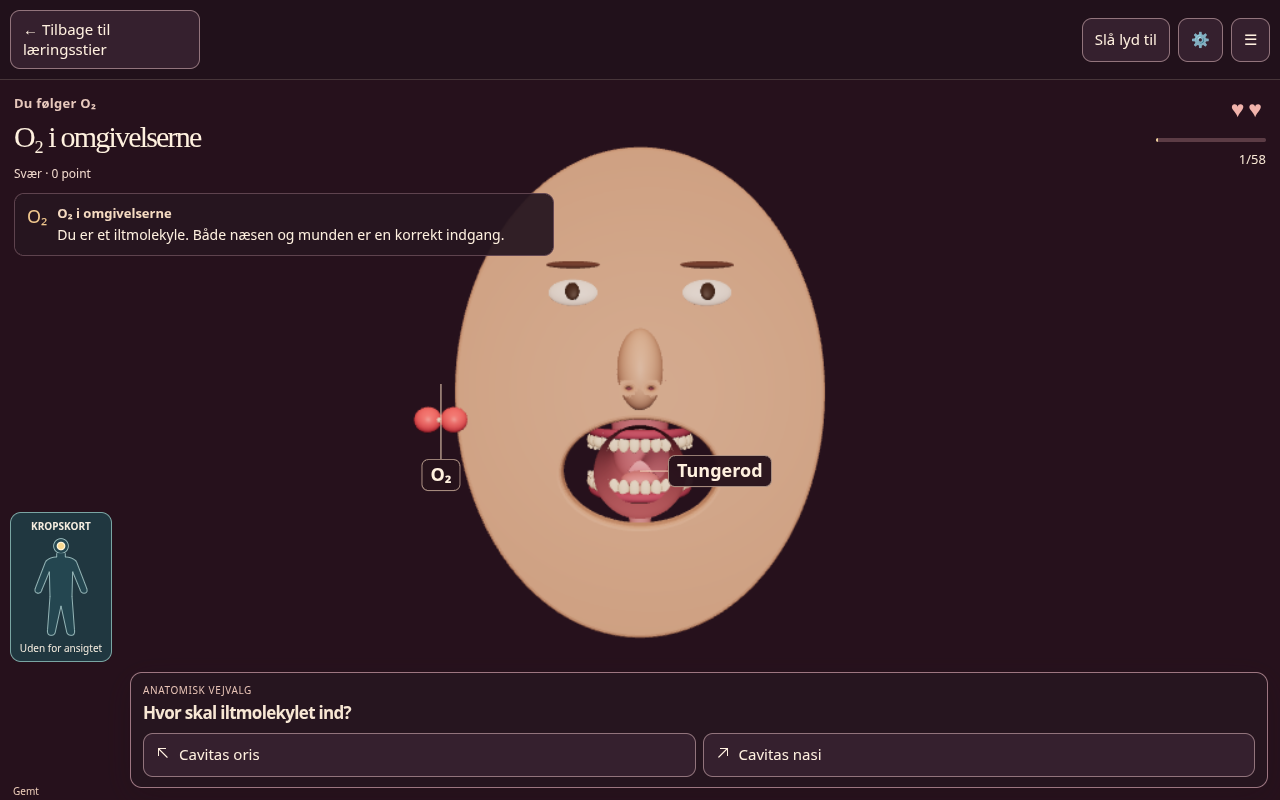 ← Tilbage til
læringsstier
Slå lyd til
⚙️
☰
Du følger O₂
O₂ i omgivelserne
Svær · 0 point
♥♥
1/58
O₂
O₂ i omgivelserne
Du er et iltmolekyle. Både næsen og munden er en korrekt indgang.
Tungerod
O₂
KROPSKORT
Uden for ansigtet
ANATOMISK VEJVALG
Hvor skal iltmolekylet ind?
↖ Cavitas oris
↗ Cavitas nasi
Gemt